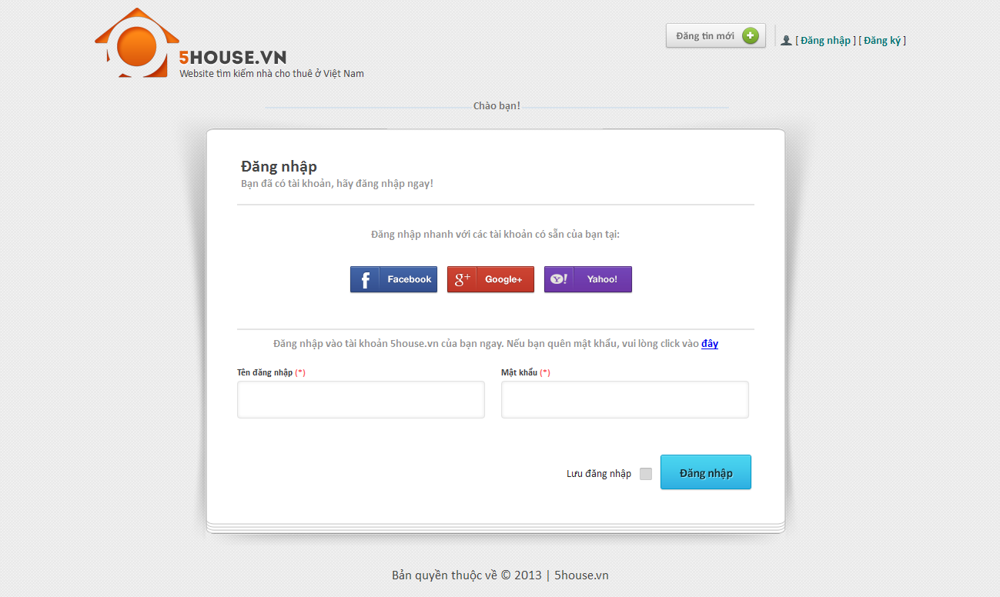 5HOUSE.VN
Website tìm kiếm nhà cho thuê ở Việt Nam
Đăng tin mới
[ Đăng nhập ] [ Đăng ký ]
Chào bạn!
Đăng nhập
Bạn đã có tài khoản, hãy đăng nhập ngay!
Đăng nhập nhanh với các tài khoản có sẵn của bạn tại:
f Facebook
g+ Google+
Y! Yahoo!
Đăng nhập vào tài khoản 5house.vn của bạn ngay. Nếu bạn quên mật khẩu, vui lòng click vào đây
Tên đăng nhập (*)
Mật khẩu (*)
Lưu đăng nhập
Đăng nhập
Bản quyền thuộc về © 2013 | 5house.vn